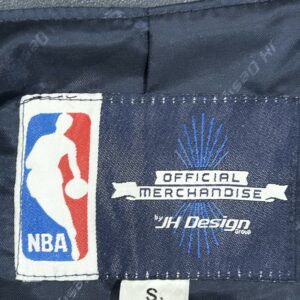 NBA
OFFICIAL
MERCHANDISE
by JH Design
group
S.